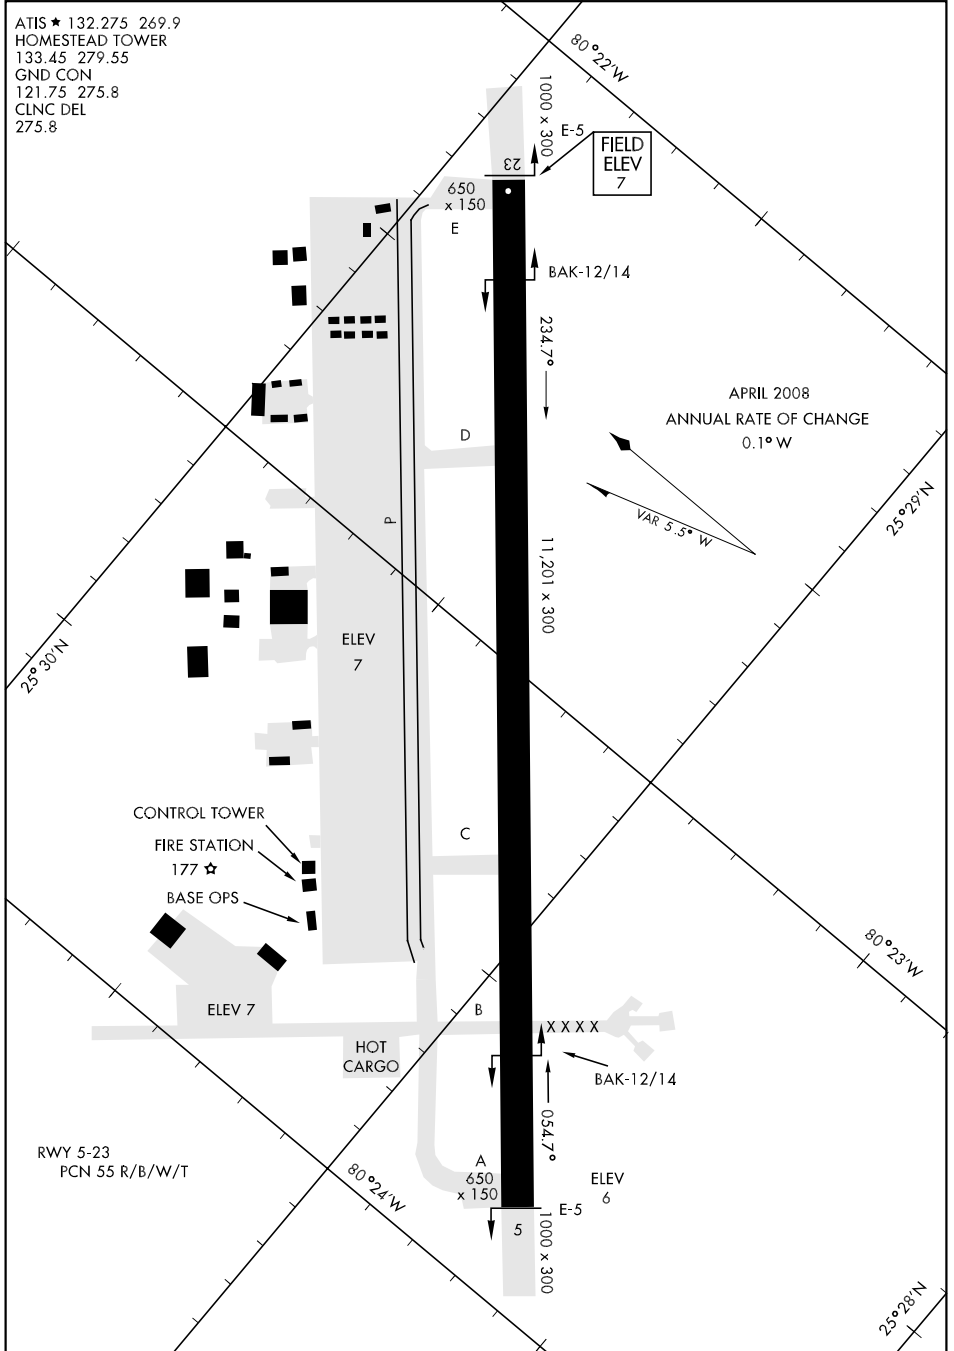 ATIS ★ 132.275 269.9
HOMESTEAD TOWER
133.45 279.55
GND CON
121.75 275.8
CLNC DEL
275.8
80°22'W
1000 x 300
E-5
FIELD
ELEV
7
23
650
x 150
E
BAK-12/14
234.7°
APRIL 2008
ANNUAL RATE OF CHANGE
0.1° W
D
VAR 5.5° W
25°29'N
P
11,201 x 300
ELEV
7
25°30'N
CONTROL TOWER
C
FIRE STATION
177
BASE OPS
80°23'W
ELEV 7
B
X X X X
HOT
CARGO
BAK-12/14
054.7°
RWY 5-23
PCN 55 R/B/W/T
A
650
x 150
80°24'W
ELEV
6
E-5
5
1000 x 300
25°28'N